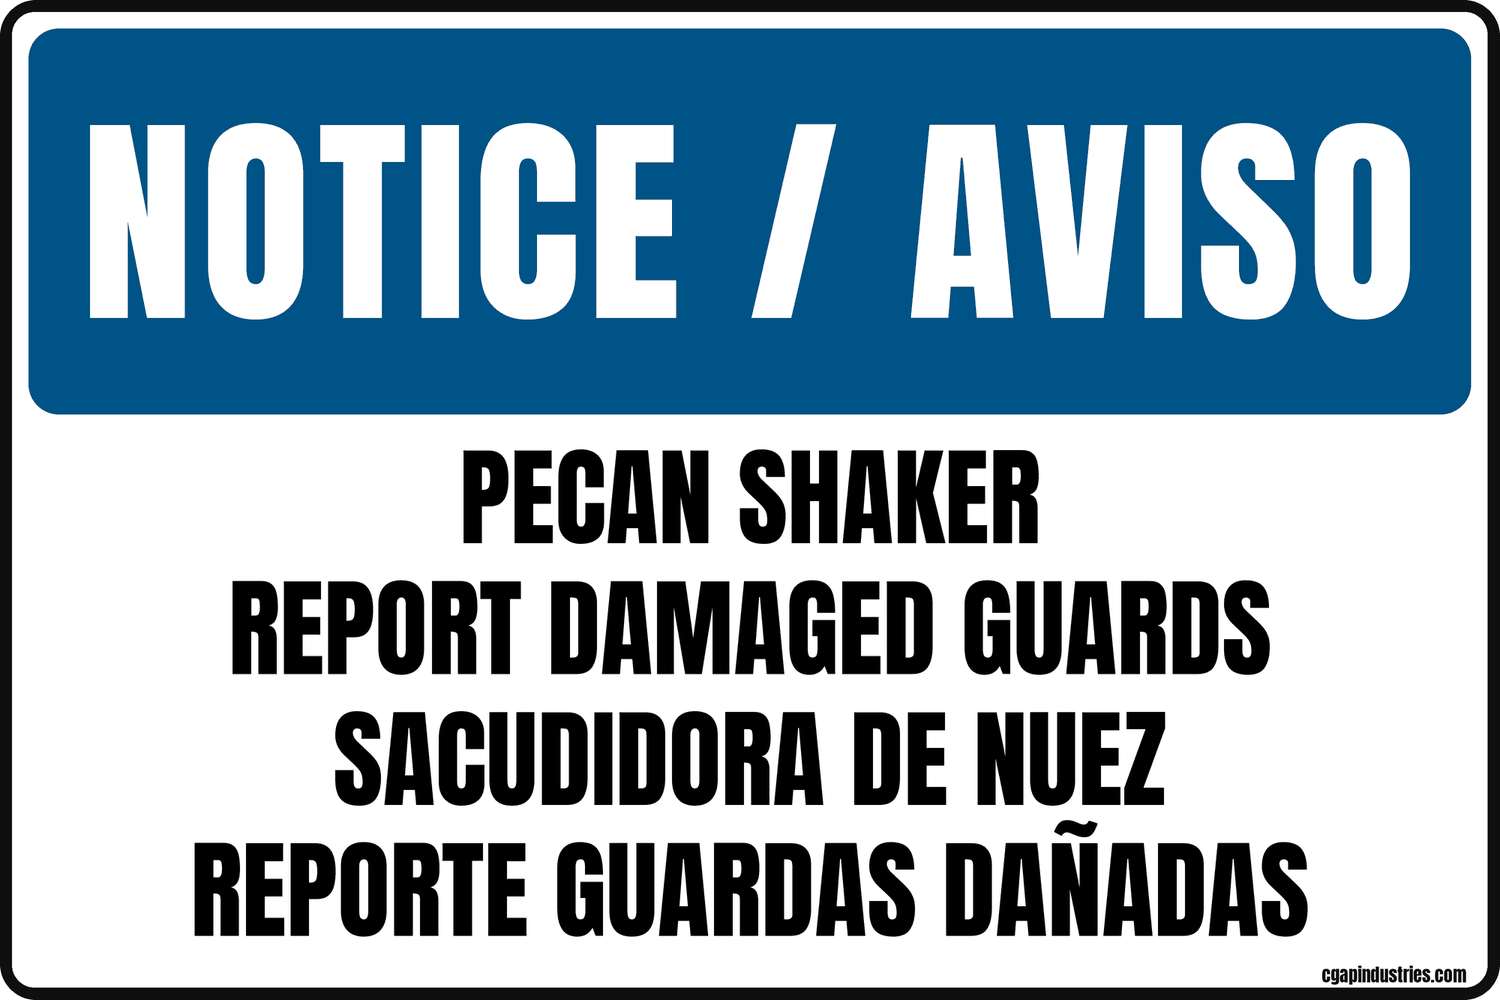 NOTICE / AVISO
PECAN SHAKER
REPORT DAMAGED GUARDS
SACUDIDORA DE NUEZ
REPORTE GUARDAS DAÑADAS
cgapindustries.com